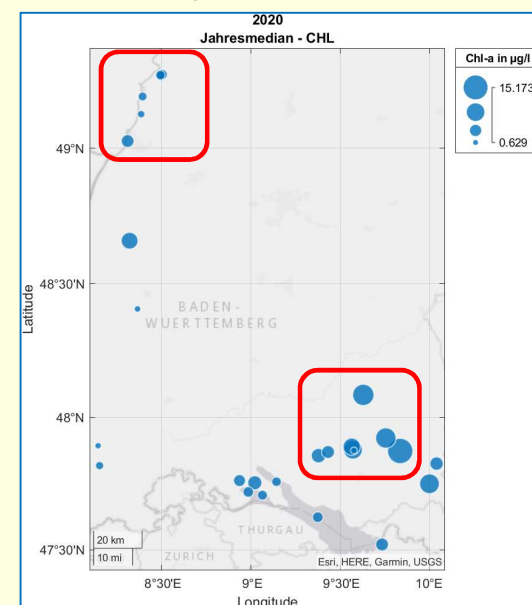 2020
Jahresmedian - CHL
Chl-a in µg/l
15.173
0.629
49°N
48°30'N
48°N
47°30'N
Latitude
BADEN-
WUERTTEMBERG
THURGAU
ZURICH
20 km
10 mi
Esri, HERE, Garmin, USGS
8°30'E
9°E
9°30'E
10°E
Longitude